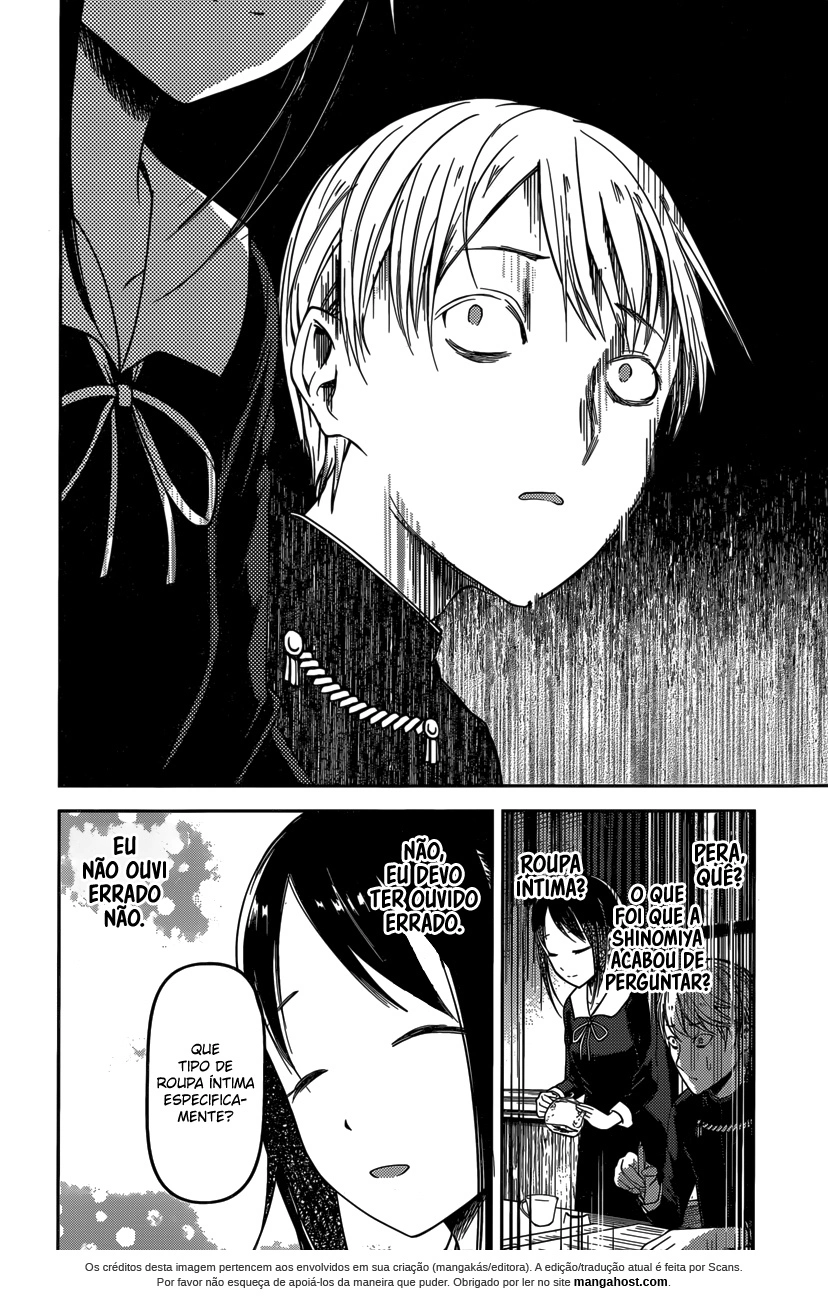 PERA,
QUÊ?
O QUE
FOI QUE A
SHINOMIYA
ACABOU DE
PERGUNTAR?
ROUPA
ÍNTIMA?
NÃO,
EU DEVO
TER OUVIDO
ERRADO.
EU
NÃO OUVI
ERRADO
NÃO.
QUE
TIPO DE
ROUPA ÍNTIMA
ESPECIFICA-
MENTE?
Os créditos desta imagem pertencem aos envolvidos em sua criação (mangakás/editora). A edição/tradução atual é feita por Scans.
Por favor não esqueça de apoiá-los da maneira que puder. Obrigado por ler no site mangahost.com.